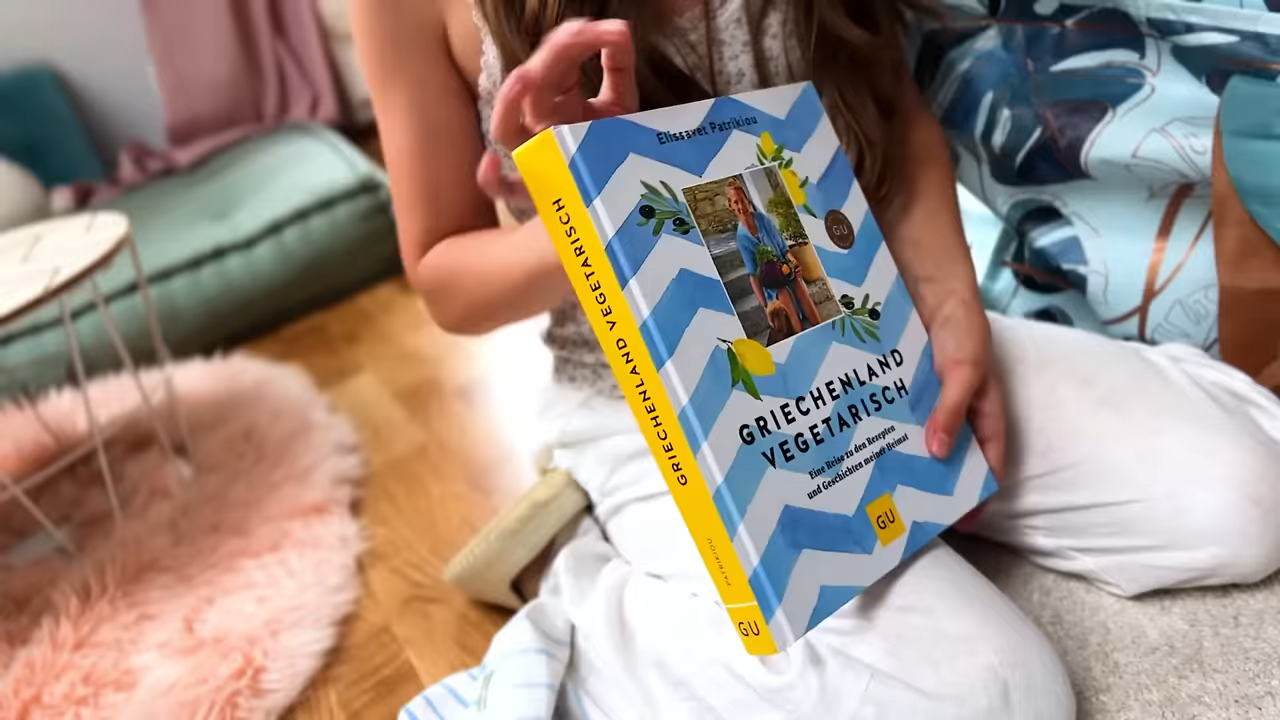 Elissavet Patrikiou
GU
GRIECHENLAND
VEGETARISCH
Eine Reise zu den Rezepten
und Geschichten meiner Heimat
GU
GRIECHENLAND VEGETARISCH
PATRIKIOU
GU